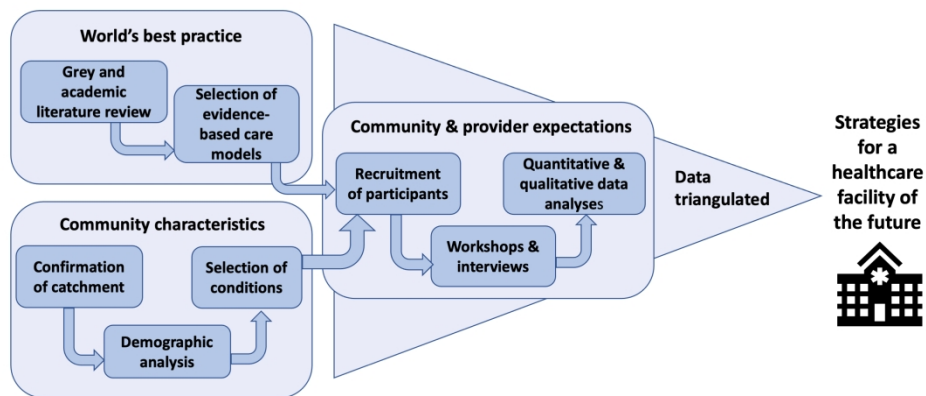 World's best practice
Grey and
academic
literature review
Selection of
evidence-
based care
models
Community characteristics
Confirmation
of catchment
Demographic
analysis
Selection of
conditions
Community & provider expectations
Recruitment
of participants
Workshops &
interviews
Quantitative &
qualitative data
analyses
Data
triangulated
Strategies
for a
healthcare
facility of
the future